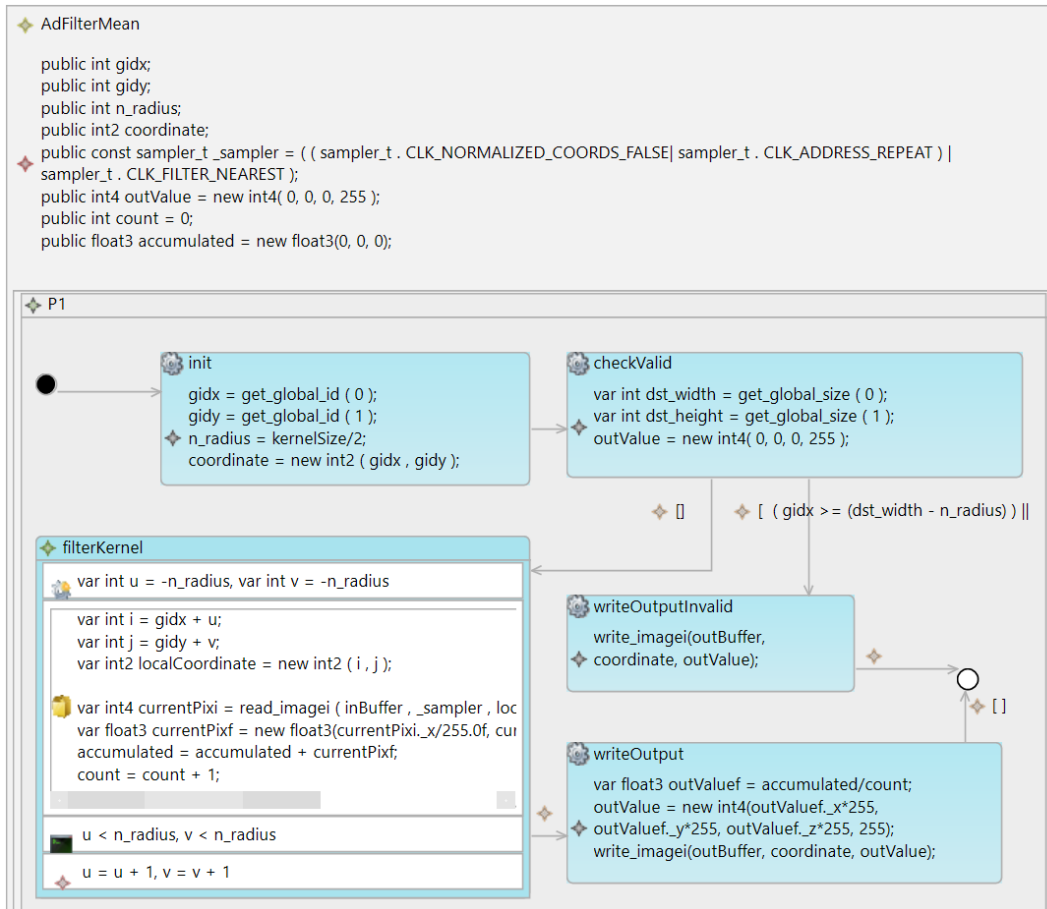 AdFilterMean
public int gidx;
public int gidy;
public int n_radius;
public int2 coordinate;
public const sampler_t _sampler = ( ( sampler_t . CLK_NORMALIZED_COORDS_FALSE| sampler_t . CLK_ADDRESS_REPEAT ) |
sampler_t . CLK_FILTER_NEAREST );
public int4 outValue = new int4( 0, 0, 0, 255 );
public int count = 0;
public float3 accumulated = new float3(0, 0, 0);
P1
init
gidx = get_global_id ( 0 );
gidy = get_global_id ( 1 );
n_radius = kernelSize/2;
coordinate = new int2 ( gidx , gidy );
checkValid
var int dst_width = get_global_size ( 0 );
var int dst_height = get_global_size ( 1 );
outValue = new int4( 0, 0, 0, 255 );
[]
[ ( gidx >= (dst_width - n_radius) ) ||
filterKernel
var int u = -n_radius, var int v = -n_radius
var int i = gidx + u;
var int j = gidy + v;
var int2 localCoordinate = new int2 ( i , j );
var int4 currentPixi = read_imagei ( inBuffer , _sampler , loc
var float3 currentPixf = new float3(currentPixi._x/255.0f, cur
accumulated = accumulated + currentPixf;
count = count + 1;
u < n_radius, v < n_radius
u = u + 1, v = v + 1
writeOutputInvalid
write_imagei(outBuffer,
coordinate, outValue);
[ ]
writeOutput
var float3 outValuef = accumulated/count;
outValue = new int4(outValuef._x*255,
outValuef._y*255, outValuef._z*255, 255);
write_imagei(outBuffer, coordinate, outValue);